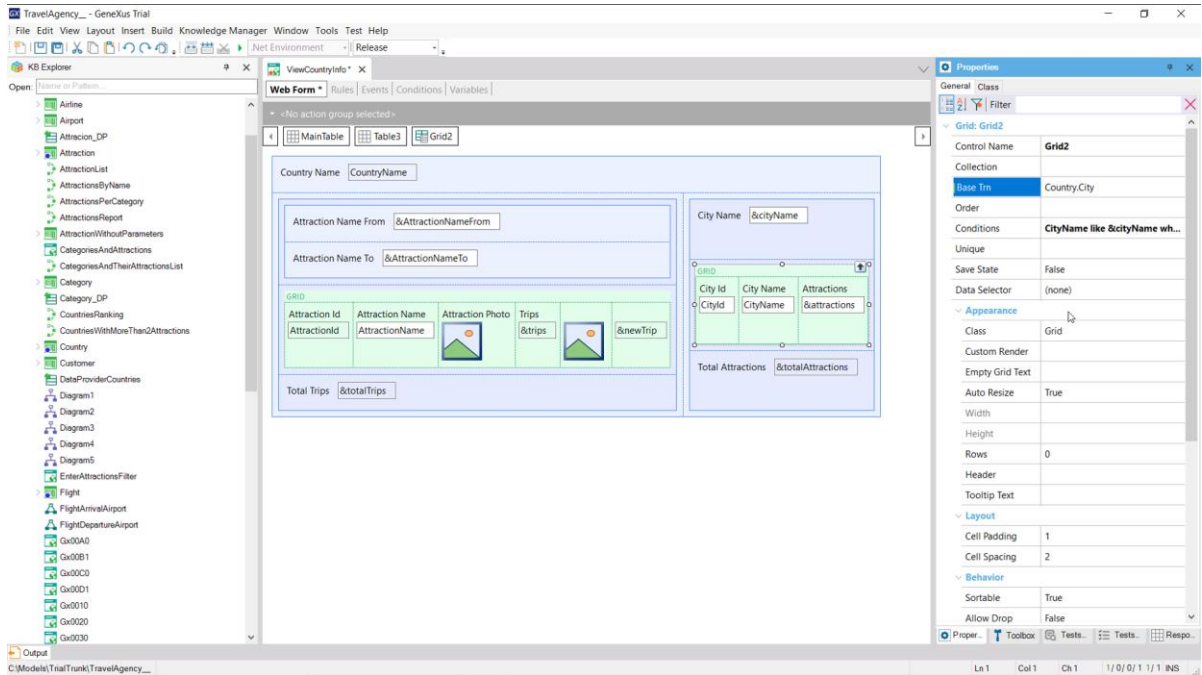 GX TravelAgency__ - GeneXus Trial
File Edit View Layout Insert Build Knowledge Manager Window Tools Test Help
.Net Environment Release
KB Explorer
Open: Name or Pattern...
Airline
Airport
Attracion_DP
Attraction
AttractionList
AttractionsByName
AttractionsPerCategory
AttractionsReport
AttractionWithoutParameters
CategoriesAndAttractions
CategoriesAndTheirAttractionsList
Category
Category_DP
CountriesRanking
CountriesWithMoreThan2Attractions
Country
Customer
DataProviderCountries
Diagram1
Diagram2
Diagram3
Diagram4
Diagram5
EnterAttractionsFilter
Flight
FlightArrivalAirport
FlightDepartureAirport
Gx00A0
Gx00B1
Gx00C0
Gx00D1
Gx0010
Gx0020
Gx0030
ViewCountryInfo*
Web Form * Rules Events Conditions Variables
<No action group selected>
MainTable Table3 Grid2
Country Name CountryName
Attraction Name From &AttractionNameFrom
Attraction Name To &AttractionNameTo
GRID
Attraction Id Attraction Name Attraction Photo Trips
AttractionId AttractionName &trips &newTrip
Total Trips &totalTrips
City Name &cityName
GRID
City Id City Name Attractions
CityId CityName &attractions
Total Attractions &totalAttractions
Properties
General Class
Filter
Grid: Grid2
Control Name Grid2
Collection
Base Trn Country.City
Order
Conditions CityName like &cityName wh...
Unique
Save State False
Data Selector (none)
Appearance
Class Grid
Custom Render
Empty Grid Text
Auto Resize True
Width
Height
Rows 0
Header
Tooltip Text
Layout
Cell Padding 1
Cell Spacing 2
Behavior
Sortable True
Allow Drop False
Proper... Toolbox Tests... Tests... Respo...
Output
C:\Models\TrialTrunk\TravelAgency__ Ln 1 Col 1 Ch 1 1/ 0/ 0/ 1 1/ 1 INS